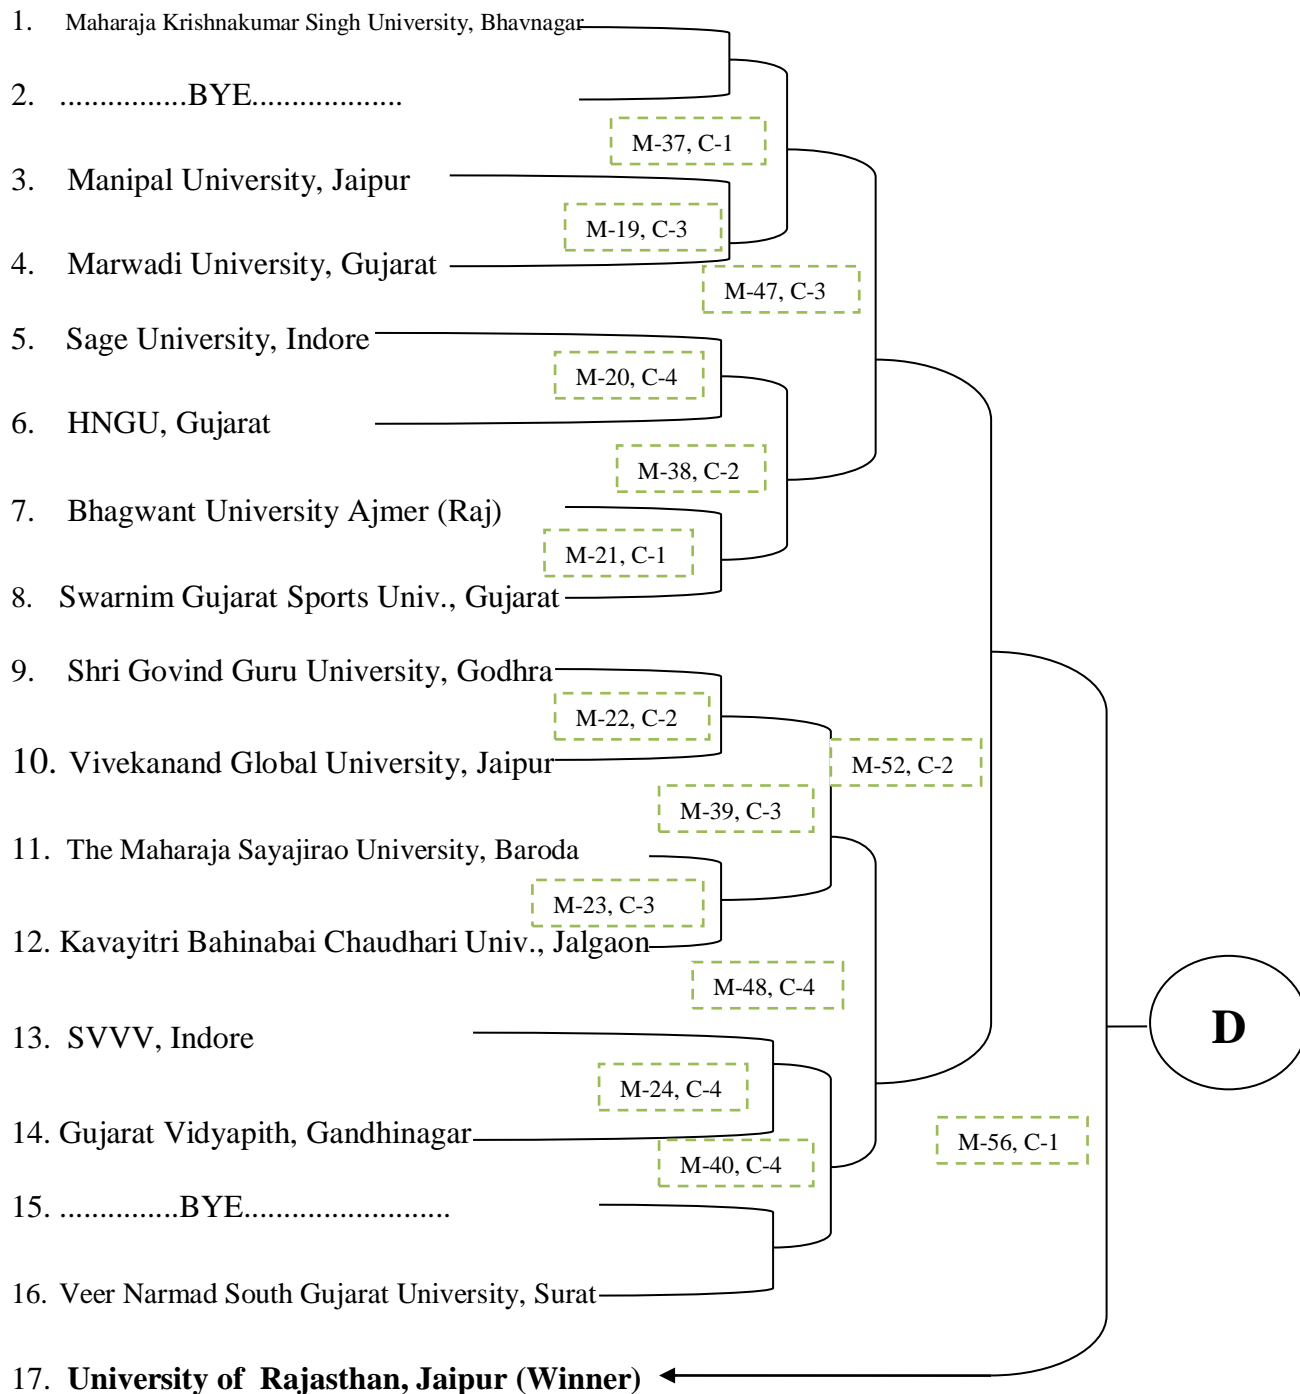 1. Maharaja Krishnakumar Singh University, Bhavnagar
2. ...............BYE..................
M-37, C-1
3. Manipal University, Jaipur
M-19, C-3
4. Marwadi University, Gujarat
M-47, C-3
5. Sage University, Indore
M-20, C-4
6. HNGU, Gujarat
M-38, C-2
7. Bhagwant University Ajmer (Raj)
M-21, C-1
8. Swarnim Gujarat Sports Univ., Gujarat
9. Shri Govind Guru University, Godhra
M-22, C-2
10. Vivekanand Global University, Jaipur
M-52, C-2
M-39, C-3
11. The Maharaja Sayajirao University, Baroda
M-23, C-3
12. Kavayitri Bahinabai Chaudhari Univ., Jalgaon
M-48, C-4
13. SVVV, Indore
D
M-24, C-4
14. Gujarat Vidyapith, Gandhinagar
M-56, C-1
M-40, C-4
15. ..............BYE.........................
16. Veer Narmad South Gujarat University, Surat
17. University of Rajasthan, Jaipur (Winner)